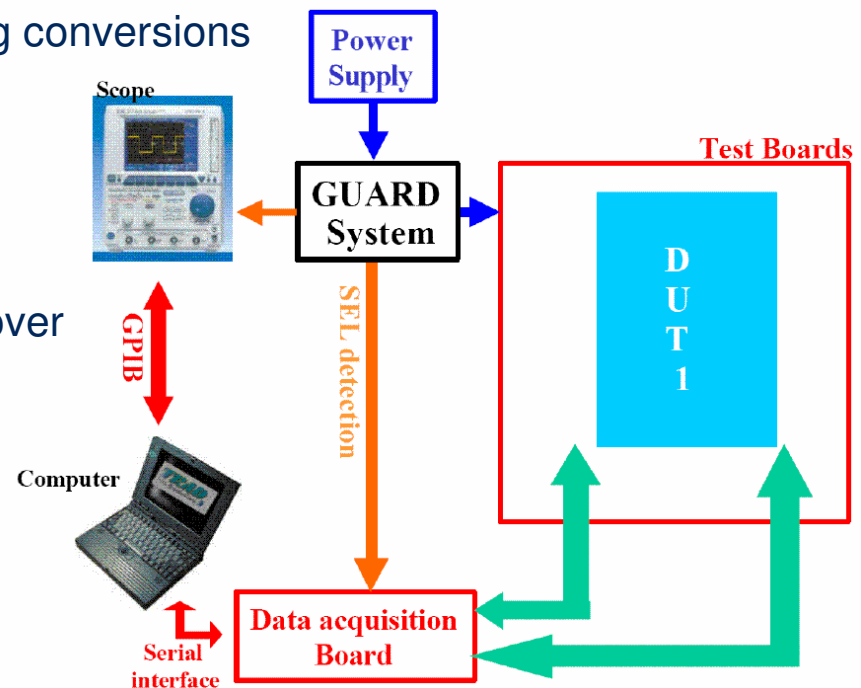 g conversions
Power
Supply
Scope
Test Boards
GUARD
System
D
U
T
1
SEL detection
over
GPIB
Computer
TRAD
Data acquisition
Board
Serial
interface